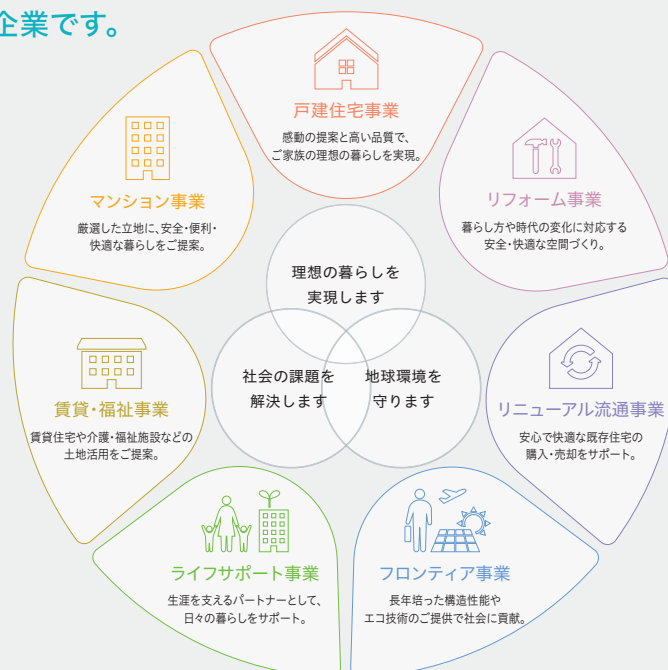 企業です。
戸建住宅事業
感動の提案と高い品質で、
ご家族の理想の暮らしを実現。
マンション事業
厳選した立地に、安全・便利・
快適な暮らしをご提案。
リフォーム事業
暮らし方や時代の変化に対応する
安全・快適な空間づくり。
理想の暮らしを
実現します
社会の課題を
解決します
地球環境を
守ります
賃貸・福祉事業
賃貸住宅や介護・福祉施設などの
土地活用をご提案。
リニューアル流通事業
安心で快適な既存住宅の
購入・売却をサポート。
ライフサポート事業
生涯を支えるパートナーとして、
日々の暮らしをサポート。
フロンティア事業
長年培った構造性能や
エコ技術のご提供で社会に貢献。